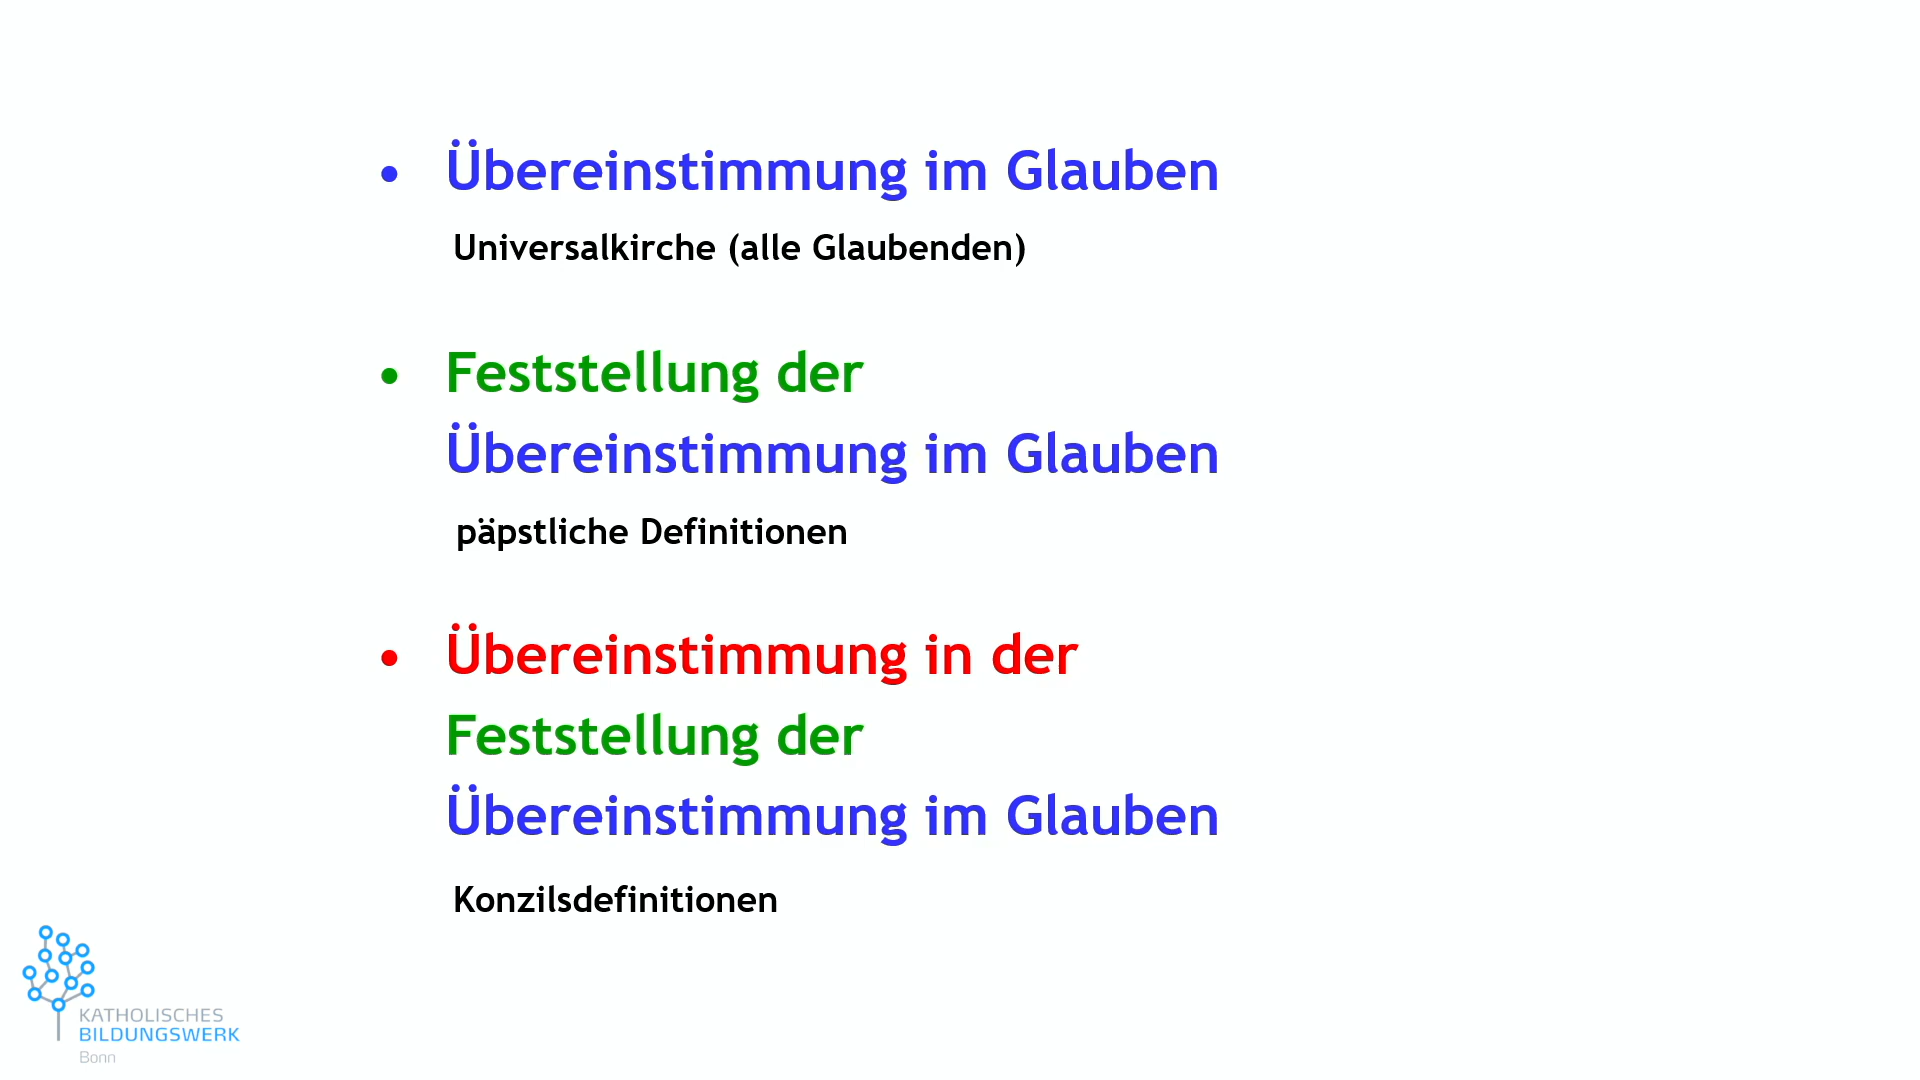 • Übereinstimmung im Glauben
Universalkirche (alle Glaubenden)
• Feststellung der
Übereinstimmung im Glauben
päpstliche Definitionen
• Übereinstimmung in der
Feststellung der
Übereinstimmung im Glauben
Konzilsdefinitionen
KATHOLISCHES
BILDUNGSWERK
Bonn